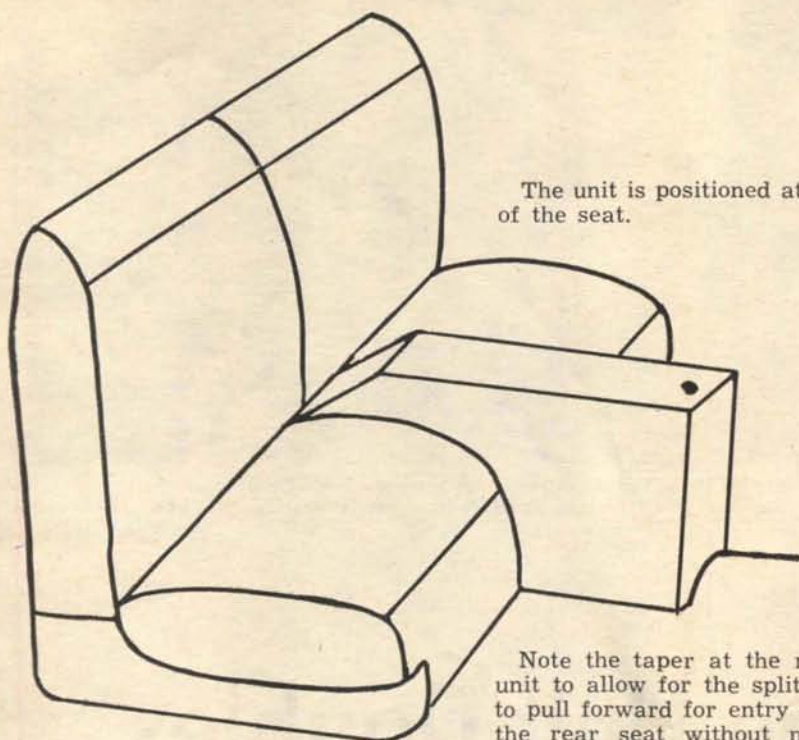 The unit is positioned at
of the seat.
Note the taper at the
unit to allow for the split
to pull forward for entry
the rear seat without